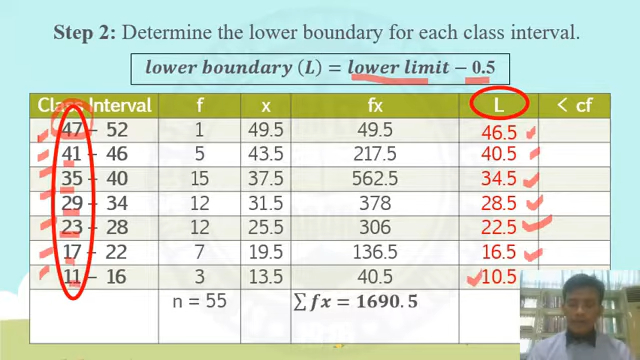 Step 2: Determine the lower boundary for each class interval.
lower boundary (L) = lower limit − 0.5
Class Interval f x fx L < cf
47 − 52 1 49.5 49.5 46.5
41 − 46 5 43.5 217.5 40.5
35 − 40 15 37.5 562.5 34.5
29 − 34 12 31.5 378 28.5
23 − 28 12 25.5 306 22.5
17 − 22 7 19.5 136.5 16.5
11 − 16 3 13.5 40.5 10.5
n = 55 ∑fx = 1690.5